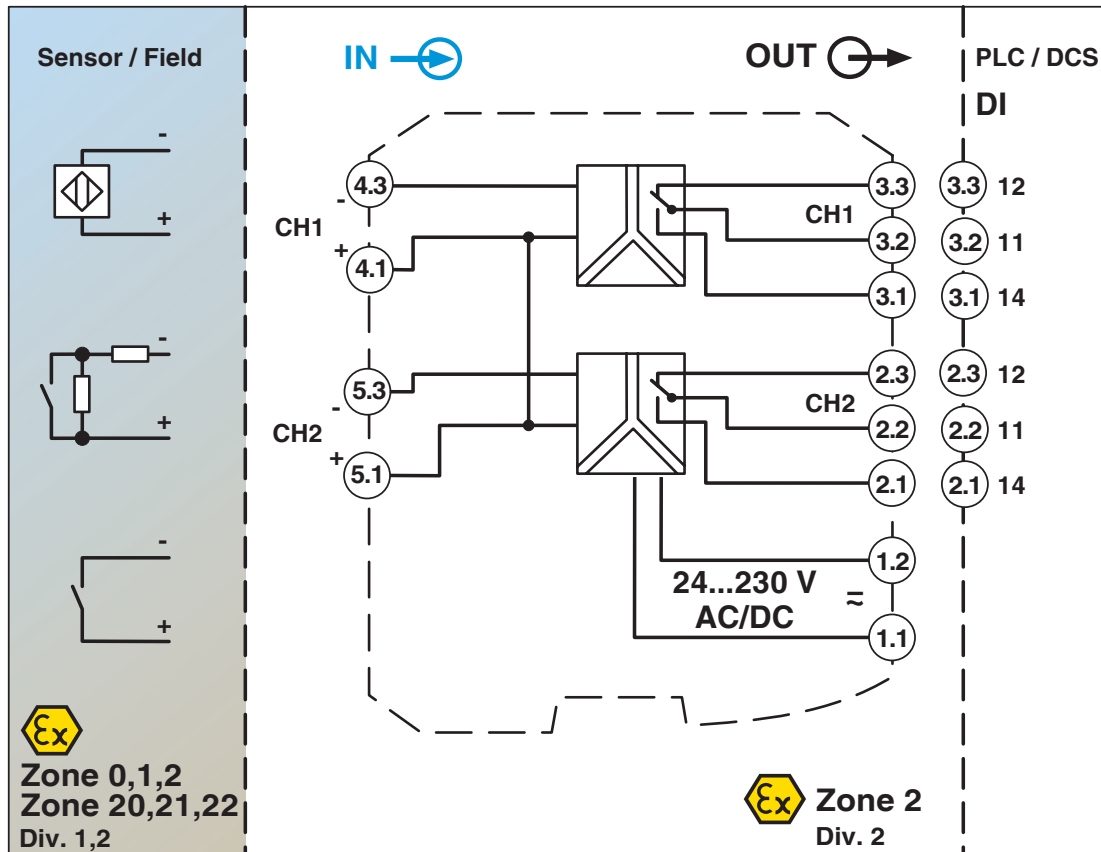 Sensor / Field
IN
OUT
PLC / DCS
DI
-
+
4.3
-
CH1
+
4.1
3.3
CH1
3.2
3.1
3.3 12
3.2 11
3.1 14
-
+
5.3
-
CH2
+
5.1
2.3
CH2
2.2
2.1
2.3 12
2.2 11
2.1 14
-
+
1.2
24...230 V
AC/DC
1.1
Ex
Zone 0,1,2
Zone 20,21,22
Div. 1,2
Ex
Zone 2
Div. 2